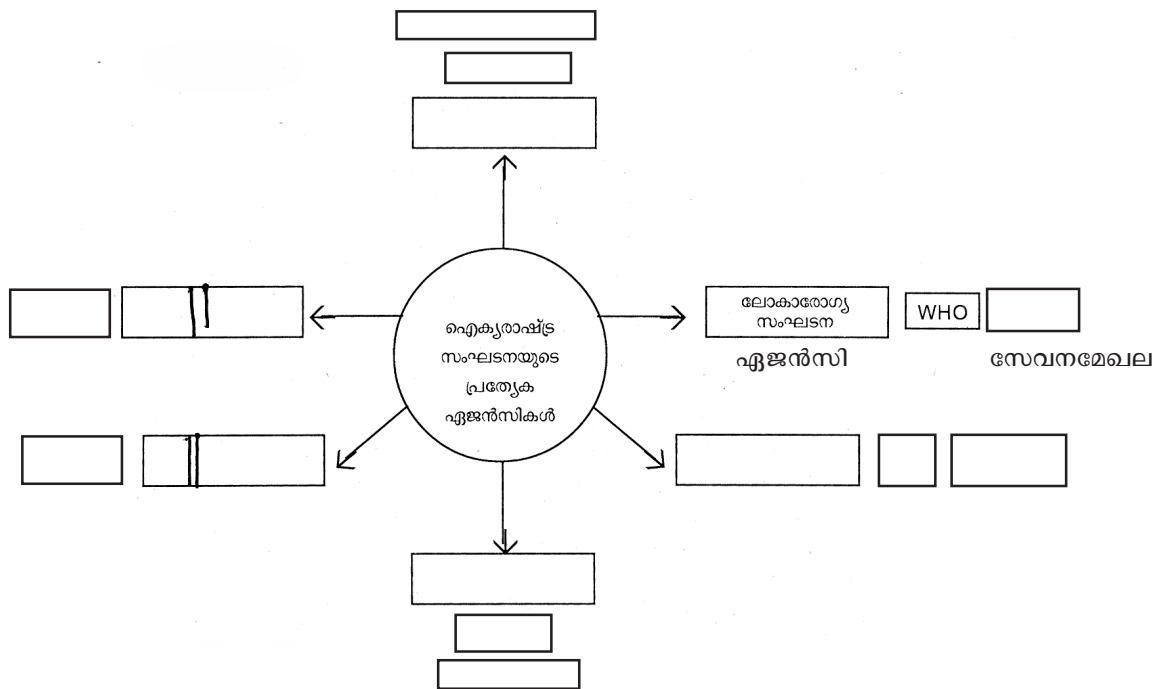 ലോകാരോഗ്യ
സംഘടന
WHO
ഏജൻസി
സേവനമേഖല
ഐക്യരാഷ്ട്ര
സംഘടനയുടെ
പ്രത്യേക
ഏജൻസികൾ